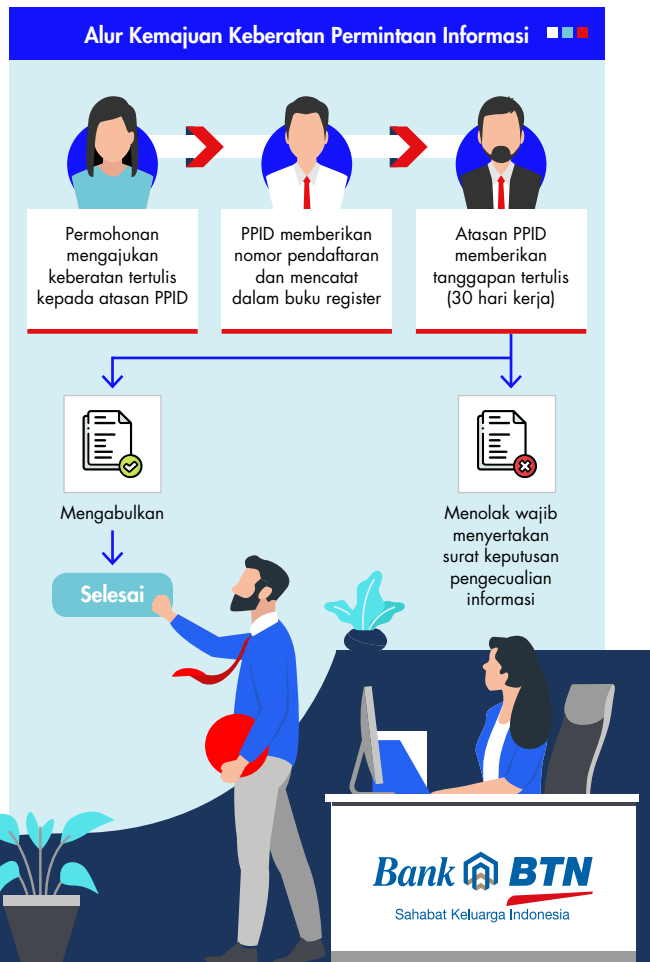 Alur Kemajuan Keberatan Permintaan Informasi
Permohonan
mengajukan
keberatan tertulis
kepada atasan PPID
PPID memberikan
nomor pendaftaran
dan mencatat
dalam buku register
Atasan PPID
memberikan
tanggapan tertulis
(30 hari kerja)
Mengabulkan
Selesai
Menolak wajib
menyertakan
surat keputusan
pengecualian
informasi
Bank BTN
Sahabat Keluarga Indonesia